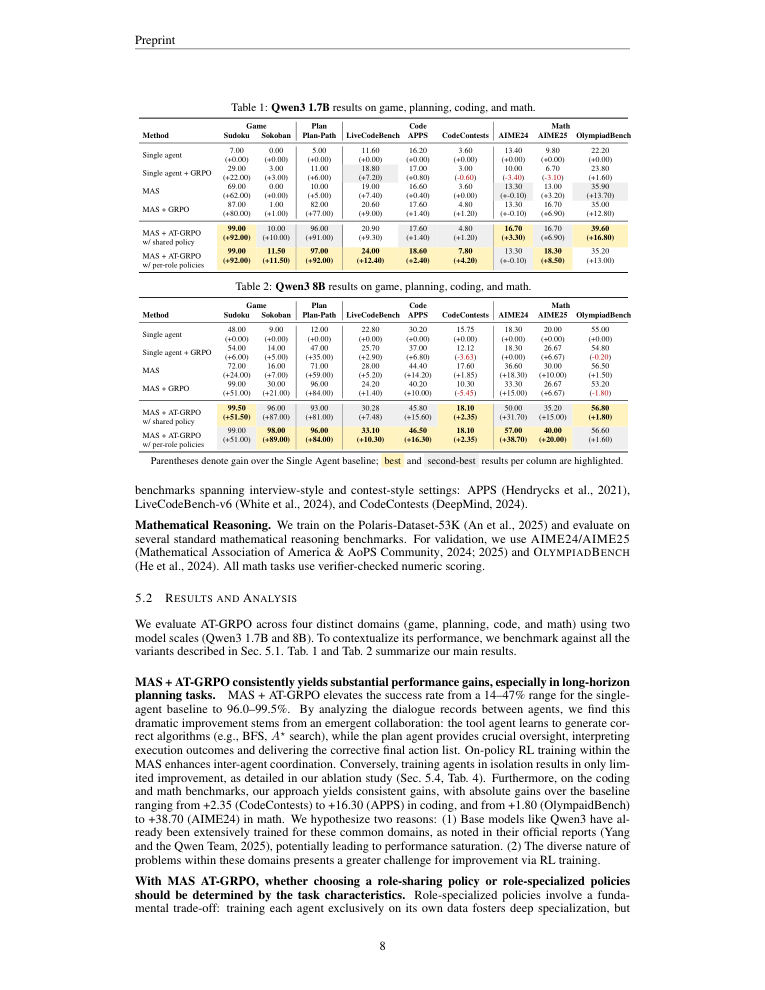 Preprint
Table 1: Qwen3 1.7B results on game, planning, coding, and math.
Game Plan Code Math
Method Sudoku Sokoban Plan-Path LiveCodeBench APPS CodeContests AIME24 AIME25 OlympiadBench
Single agent 7.00 0.00 5.00 11.60 16.20 3.60 13.40 9.80 22.20
(+0.00) (+0.00) (+0.00) (+0.00) (+0.00) (+0.00) (+0.00) (+0.00) (+0.00)
Single agent + GRPO 29.00 3.00 11.00 18.80 17.00 3.00 10.00 6.70 23.80
(+22.00) (+3.00) (+6.00) (+7.20) (+0.80) (-0.60) (-3.40) (-3.10) (+1.60)
MAS 69.00 0.00 10.00 19.00 16.60 3.60 13.30 13.00 35.90
(+62.00) (+0.00) (+5.00) (+7.40) (+0.40) (+0.00) (+-0.10) (+3.20) (+13.70)
MAS + GRPO 87.00 1.00 82.00 20.60 17.60 4.80 13.30 16.70 35.00
(+80.00) (+1.00) (+77.00) (+9.00) (+1.40) (+1.20) (+-0.10) (+6.90) (+12.80)
MAS + AT-GRPO 99.00 10.00 96.00 20.90 17.60 4.80 16.70 16.70 39.60
w/ shared policy (+92.00) (+10.00) (+91.00) (+9.30) (+1.40) (+1.20) (+3.30) (+6.90) (+16.80)
MAS + AT-GRPO 99.00 11.50 97.00 24.00 18.60 7.80 13.30 18.30 35.20
w/ per-role policies (+92.00) (+11.50) (+92.00) (+12.40) (+2.40) (+4.20) (+-0.10) (+8.50) (+13.00)
Table 2: Qwen3 8B results on game, planning, coding, and math.
Game Plan Code Math
Method Sudoku Sokoban Plan-Path LiveCodeBench APPS CodeContests AIME24 AIME25 OlympiadBench
Single agent 48.00 9.00 12.00 22.80 30.20 15.75 18.30 20.00 55.00
(+0.00) (+0.00) (+0.00) (+0.00) (+0.00) (+0.00) (+0.00) (+0.00) (+0.00)
Single agent + GRPO 54.00 14.00 47.00 25.70 37.00 12.12 18.30 26.67 54.80
(+6.00) (+5.00) (+35.00) (+2.90) (+6.80) (-3.63) (+0.00) (+6.67) (-0.20)
MAS 72.00 16.00 71.00 28.00 44.40 17.60 36.60 30.00 56.50
(+24.00) (+7.00) (+59.00) (+5.20) (+14.20) (+1.85) (+18.30) (+10.00) (+1.50)
MAS + GRPO 99.00 30.00 96.00 24.20 40.20 10.30 33.30 26.67 53.20
(+51.00) (+21.00) (+84.00) (+1.40) (+10.00) (-5.45) (+15.00) (+6.67) (-1.80)
MAS + AT-GRPO 99.50 96.00 93.00 30.28 45.80 18.10 50.00 35.20 56.80
w/ shared policy (+51.50) (+87.00) (+81.00) (+7.48) (+15.60) (+2.35) (+31.70) (+15.00) (+1.80)
MAS + AT-GRPO 99.00 98.00 96.00 33.10 46.50 18.10 57.00 40.00 56.60
w/ per-role policies (+51.00) (+89.00) (+84.00) (+10.30) (+16.30) (+2.35) (+38.70) (+20.00) (+1.60)
Parentheses denote gain over the Single Agent baseline; best and second-best results per column are highlighted.
benchmarks spanning interview-style and contest-style settings: APPS (Hendrycks et al., 2021),
LiveCodeBench-v6 (White et al., 2024), and CodeContests (DeepMind, 2024).
Mathematical Reasoning. We train on the Polaris-Dataset-53K (An et al., 2025) and evaluate on
several standard mathematical reasoning benchmarks. For validation, we use AIME24/AIME25
(Mathematical Association of America & AoPS Community, 2024; 2025) and OLYMPIADBENCH
(He et al., 2024). All math tasks use verifier-checked numeric scoring.
5.2 RESULTS AND ANALYSIS
We evaluate AT-GRPO across four distinct domains (game, planning, code, and math) using two
model scales (Qwen3 1.7B and 8B). To contextualize its performance, we benchmark against all the
variants described in Sec. 5.1. Tab. 1 and Tab. 2 summarize our main results.
MAS + AT-GRPO consistently yields substantial performance gains, especially in long-horizon
planning tasks. MAS + AT-GRPO elevates the success rate from a 14–47% range for the single-
agent baseline to 96.0–99.5%. By analyzing the dialogue records between agents, we find this
dramatic improvement stems from an emergent collaboration: the tool agent learns to generate cor-
rect algorithms (e.g., BFS, A* search), while the plan agent provides crucial oversight, interpreting
execution outcomes and delivering the corrective final action list. On-policy RL training within the
MAS enhances inter-agent coordination. Conversely, training agents in isolation results in only lim-
ited improvement, as detailed in our ablation study (Sec. 5.4, Tab. 4). Furthermore, on the coding
and math benchmarks, our approach yields consistent gains, with absolute gains over the baseline
ranging from +2.35 (CodeContests) to +16.30 (APPS) in coding, and from +1.80 (OlympaidBench)
to +38.70 (AIME24) in math. We hypothesize two reasons: (1) Base models like Qwen3 have al-
ready been extensively trained for these common domains, as noted in their official reports (Yang
and the Qwen Team, 2025), potentially leading to performance saturation. (2) The diverse nature of
problems within these domains presents a greater challenge for improvement via RL training.
With MAS AT-GRPO, whether choosing a role-sharing policy or role-specialized policies
should be determined by the task characteristics. Role-specialized policies involve a funda-
mental trade-off: training each agent exclusively on its own data fosters deep specialization, but
8